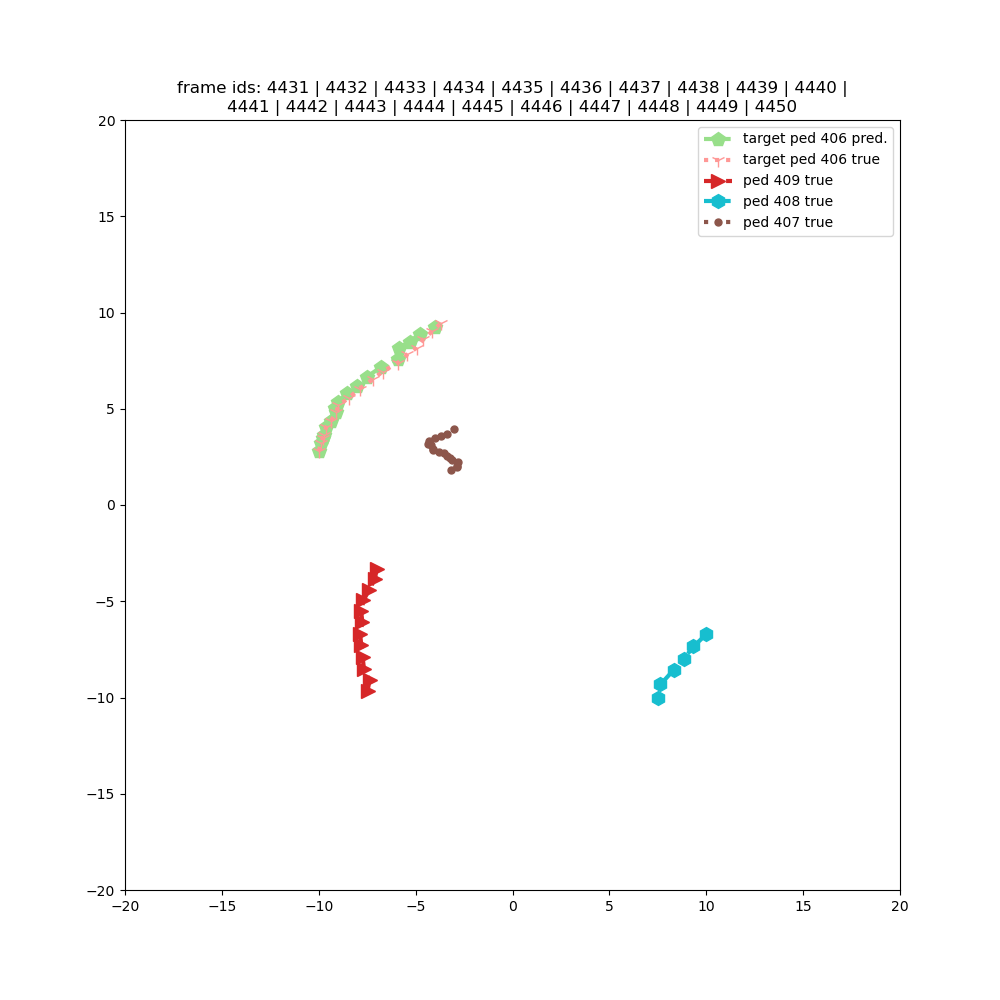 frame ids: 4431 | 4432 | 4433 | 4434 | 4435 | 4436 | 4437 | 4438 | 4439 | 4440 |
4441 | 4442 | 4443 | 4444 | 4445 | 4446 | 4447 | 4448 | 4449 | 4450
target ped 406 pred.
target ped 406 true
ped 409 true
ped 408 true
ped 407 true
20
15
10
5
0
−5
−10
−15
−20
−20 −15 −10 −5 0 5 10 15 20